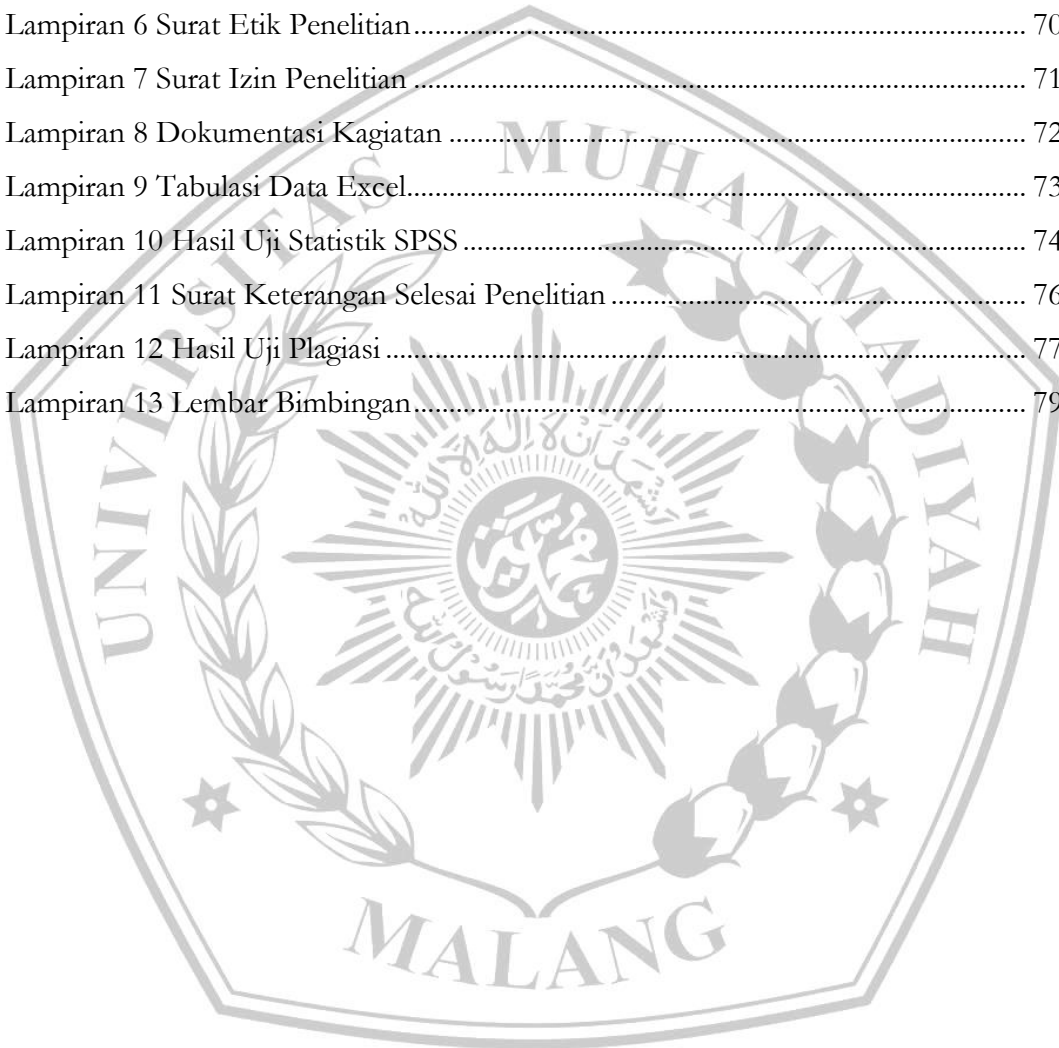 Lampiran 6 Surat Etik Penelitian .......... 70
Lampiran 7 Surat Izin Penelitian .......... 71
Lampiran 8 Dokumentasi Kagiatan .......... 72
Lampiran 9 Tabulasi Data Excel .......... 73
Lampiran 10 Hasil Uji Statistik SPSS .......... 74
Lampiran 11 Surat Keterangan Selesai Penelitian .......... 76
Lampiran 12 Hasil Uji Plagiasi .......... 77
Lampiran 13 Lembar Bimbingan .......... 79
UNIVERSITAS MUHAMMADIYAH
MALANG